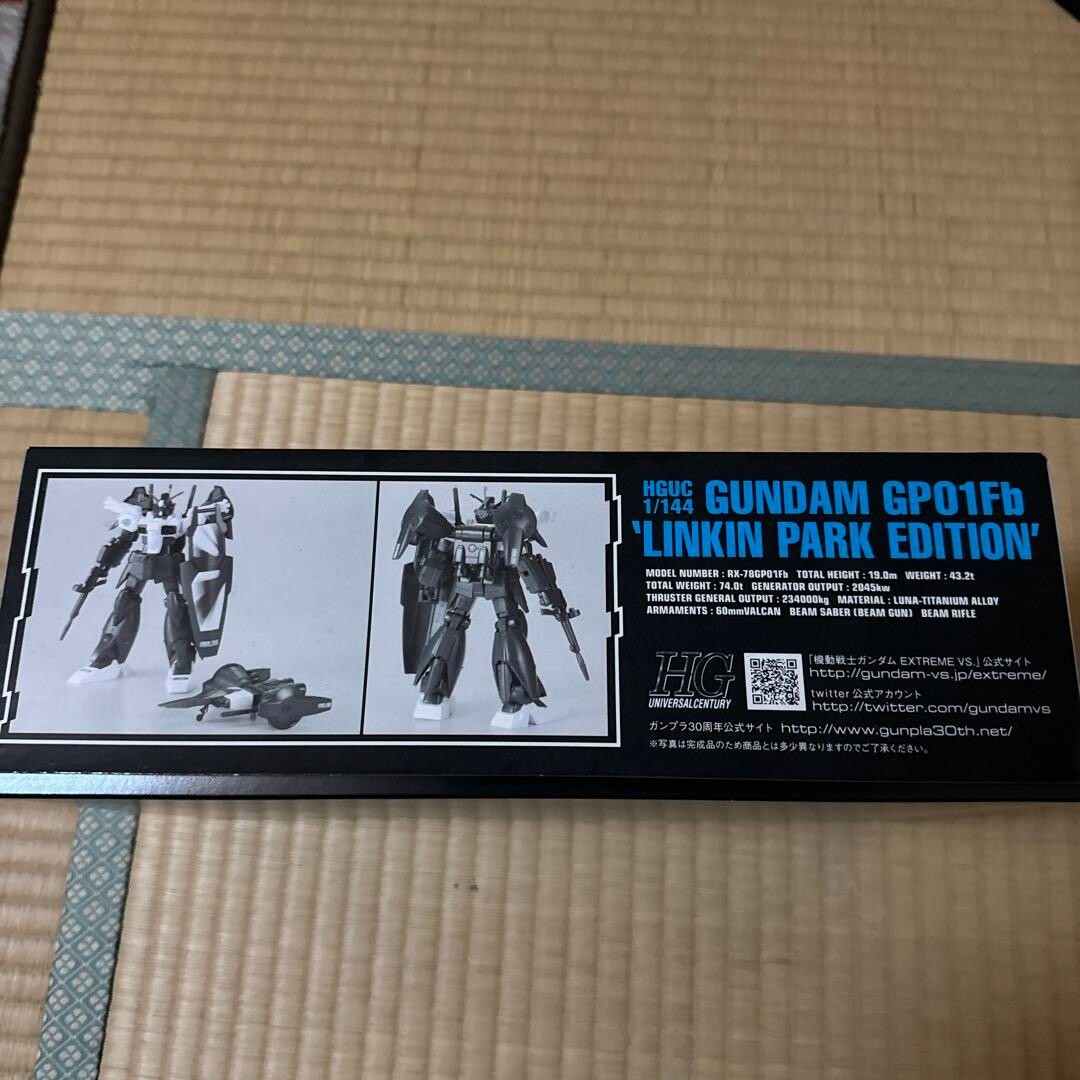 HGUC
1/144
GUNDAM GP01Fb
'LINKIN PARK EDITION'
MODEL NUMBER : RX-78GP01Fb TOTAL HEIGHT : 19.0m WEIGHT : 43.2t
TOTAL WEIGHT : 74.0t GENERATOR OUTPUT : 2045kw
THRUSTER GENERAL OUTPUT : 234000kg MATERIAL : LUNA-TITANIUM ALLOY
ARMAMENTS : 60mmVALCAN BEAM SABER (BEAM GUN) BEAM RIFLE
HG
UNIVERSALCENTURY
「機動戦士ガンダム EXTREME VS.」公式サイト
http://gundam-vs.jp/extreme/
twitter 公式アカウント
http://twitter.com/gundamvs
ガンプラ30周年公式サイト http://www.gunpla30th.net/
※写真は完成品のため商品とは多少異なりますのでご了承ください。